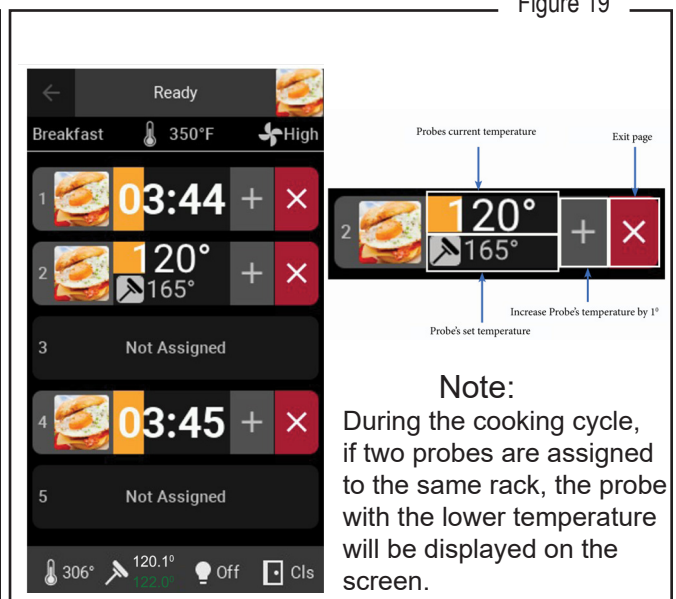 Figure 19
Ready
Breakfast 350°F High
1 03:44 + ×
2 120° + ×
165°
3 Not Assigned
4 03:45 + ×
5 Not Assigned
306° 120.1⁰ Off Cls
122.0⁰
Probes current temperature
Exit page
2 120° + ×
165°
Increase Probe's temperature by 1⁰
Probe's set temperature
Note:
During the cooking cycle,
if two probes are assigned
to the same rack, the probe
with the lower temperature
will be displayed on the
screen.